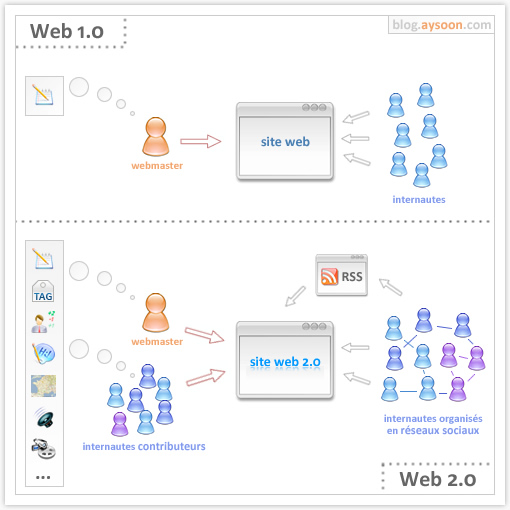 Web 1.0
blog.aysoon.com
site web
webmaster
internautes
TAG
Hi!
RSS
webmaster
site web 2.0
internautes contributeurs
internautes organisés
en réseaux sociaux
...
Web 2.0